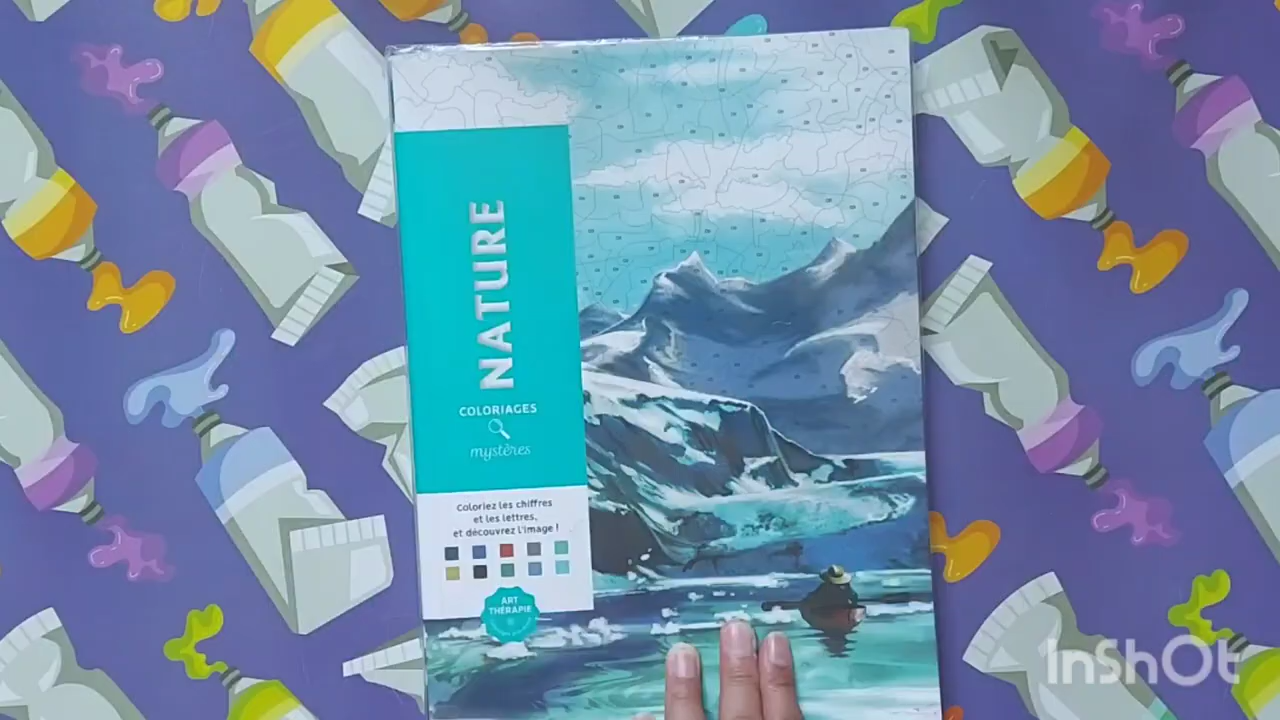 NATURE
COLORIAGES
mystères
Coloriez les chiffres
et les lettres,
et découvrez l'image !
ART
THÉRAPIE
InShOt